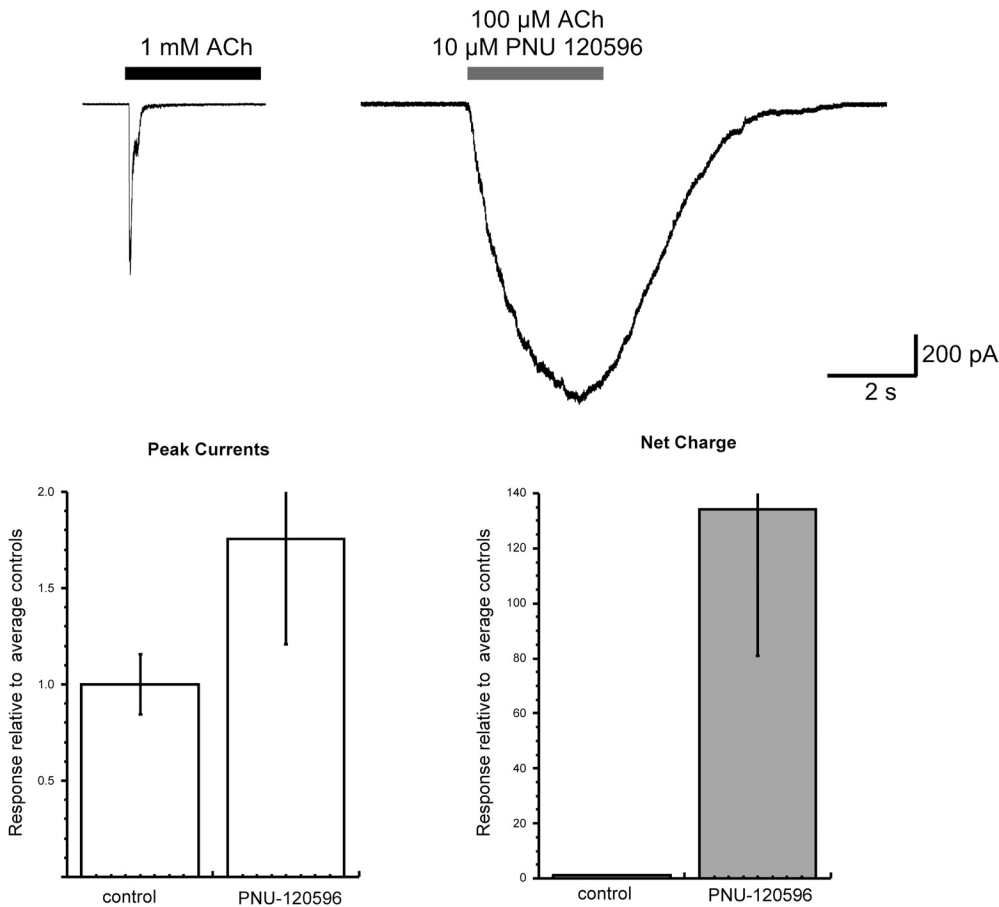 1 mM ACh
100 µM ACh
10 µM PNU 120596
200 pA
2 s
Peak Currents
Response relative to average controls
2.0
1.5
1.0
0.5
control
PNU-120596
Net Charge
Response relative to average controls
140
120
100
80
60
40
20
0
control
PNU-120596